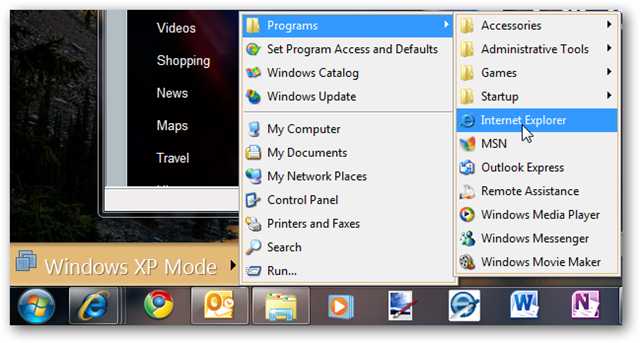 Videos
Shopping
News
Maps
Travel
Programs
Set Program Access and Defaults
Windows Catalog
Windows Update
My Computer
My Documents
My Network Places
Control Panel
Printers and Faxes
Search
Run...
Accessories
Administrative Tools
Games
Startup
Internet Explorer
MSN
Outlook Express
Remote Assistance
Windows Media Player
Windows Messenger
Windows Movie Maker
Windows XP Mode